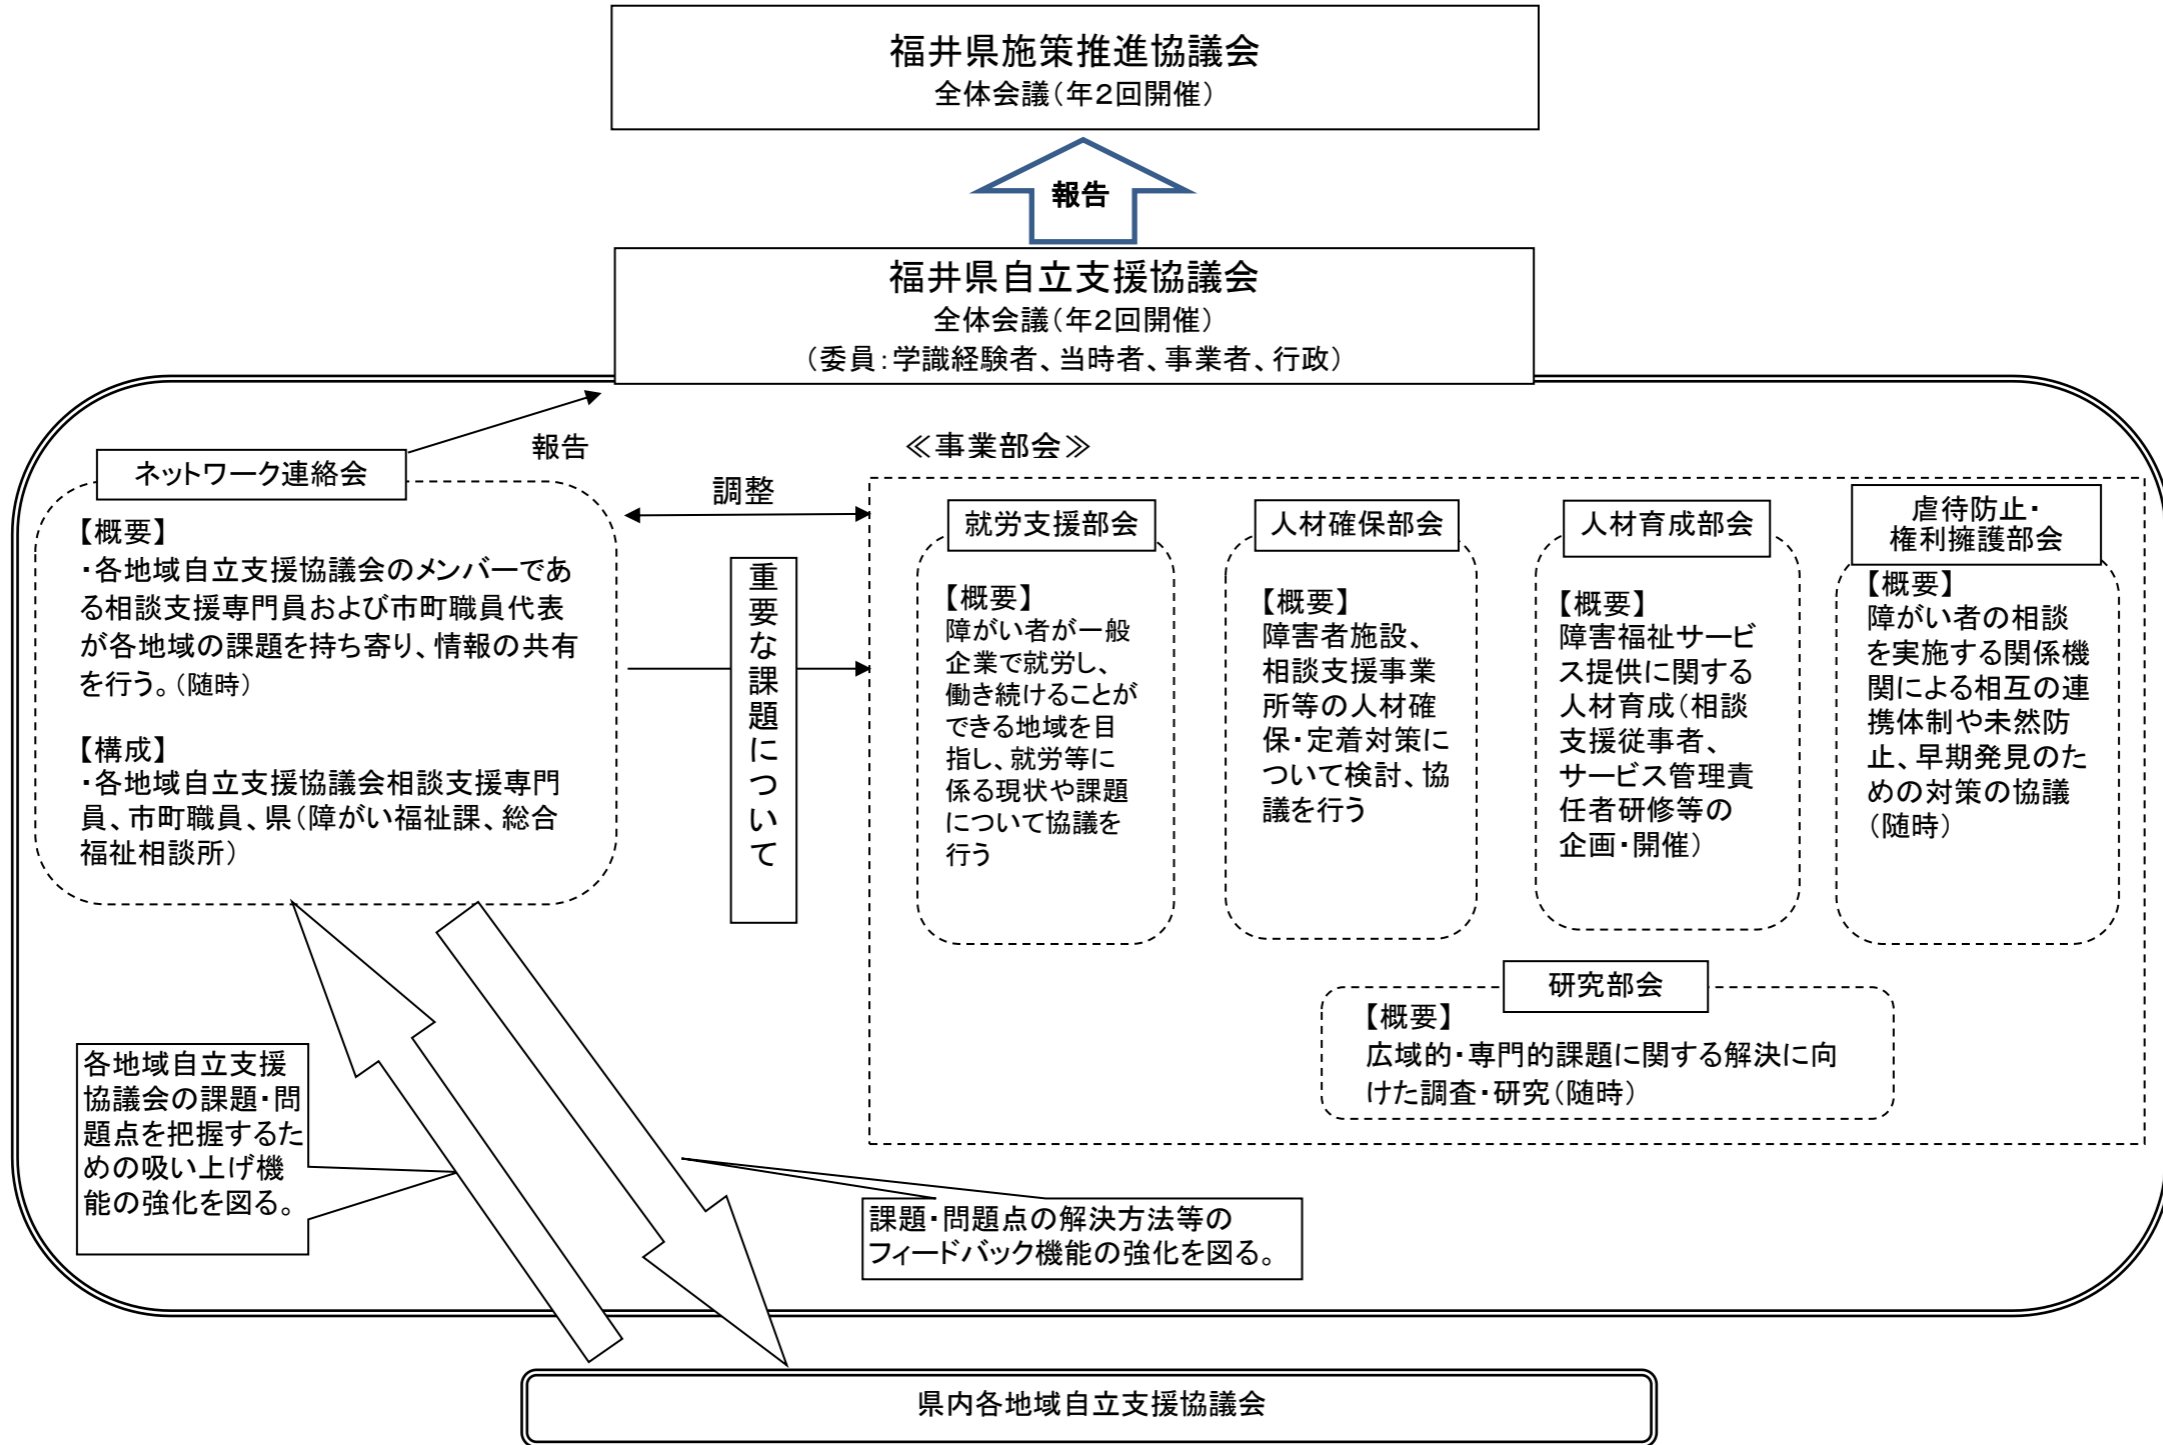 福井県施策推進協議会
全体会議（年２回開催）
報告
福井県自立支援協議会
全体会議（年２回開催）
（委員：学識経験者、当時者、事業者、行政）
報告
ネットワーク連絡会
【概要】
・各地域自立支援協議会のメンバーであ
る相談支援専門員および市町職員代表
が各地域の課題を持ち寄り、情報の共有
を行う。（随時）
【構成】
・各地域自立支援協議会相談支援専門
員、市町職員、県（障がい福祉課、総合
福祉相談所）
調整
重要な課題について
≪事業部会≫
就労支援部会
【概要】
障がい者が一般
企業で就労し、
働き続けることが
できる地域を目
指し、就労等に
係る現状や課題
について協議を
行う
人材確保部会
【概要】
障害者施設、
相談支援事業
所等の人材確
保・定着対策に
ついて検討、協
議を行う
人材育成部会
【概要】
障害福祉サービ
ス提供に関する
人材育成（相談
支援従事者、
サービス管理責
任者研修等の
企画・開催）
虐待防止・
権利擁護部会
【概要】
障がい者の相談
を実施する関係機
関による相互の連
携体制や未然防
止、早期発見のた
めの対策の協議
（随時）
研究部会
【概要】
広域的・専門的課題に関する解決に向
けた調査・研究（随時）
各地域自立支援
協議会の課題・問
題点を把握するた
めの吸い上げ機
能の強化を図る。
課題・問題点の解決方法等の
フィードバック機能の強化を図る。
県内各地域自立支援協議会